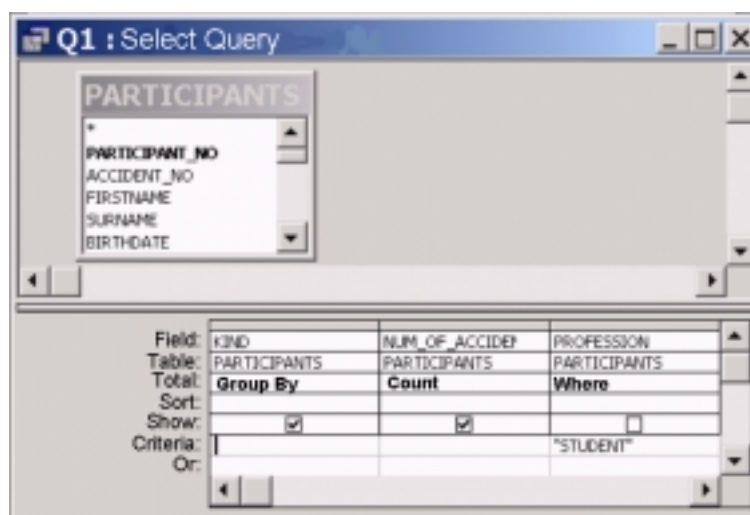 Q1 : Select Query
PARTICIPANTS
*
PARTICIPANT_NO
ACCIDENT_NO
FIRSTNAME
SURNAME
BIRTHDATE
Field: KIND NUM_OF_ACCIDEN PROFESSION
Table: PARTICIPANTS PARTICIPANTS PARTICIPANTS
Total: Group By Count Where
Sort:
Show:
Criteria: "STUDENT"
Or: